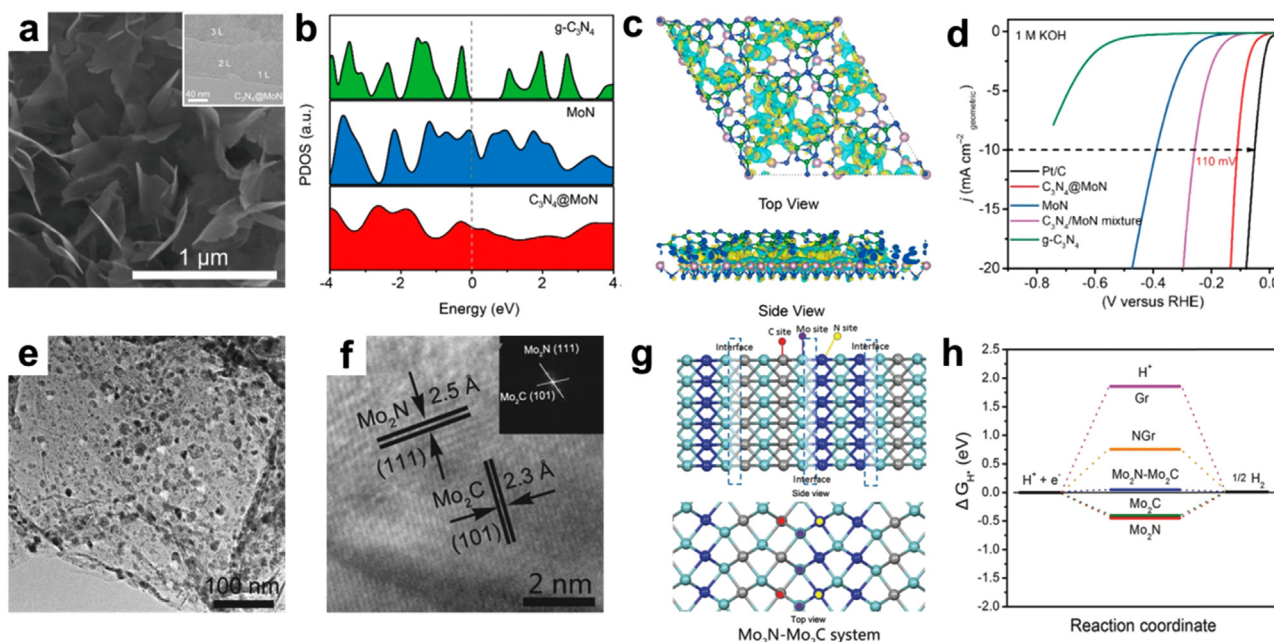 a
3 L
2 L
1 L
40 nm
C₃N₄@MoN
1 μm
b
g-C₃N₄
MoN
C₃N₄@MoN
PDOS (a.u.)
-4
-2
0
2
4
Energy (eV)
c
Top View
Side View
d
1 M KOH
0
-5
-10
-15
-20
j (mA cm⁻² geometric)
110 mV
Pt/C
C₃N₄@MoN
MoN
C₃N₄/MoN mixture
g-C₃N₄
-0.8
-0.6
-0.4
-0.2
0.0
(V versus RHE)
e
100 nm
f
Mo₂N (111)
Mo₂C (101)
Mo₂N
2.5 Å
(111)
Mo₂C
2.3 Å
(101)
2 nm
g
C site
Mo site
N site
Interface
Interface
Interface
Side view
Top view
Mo₂N-Mo₂C system
h
2.5
2.0
1.5
1.0
0.5
0.0
-0.5
-1.0
-1.5
-2.0
ΔG_H* (eV)
H⁺
Gr
NGr
Mo₂N-Mo₂C
H⁺ + e⁻
1/2 H₂
Mo₂C
Mo₂N
Reaction coordinate